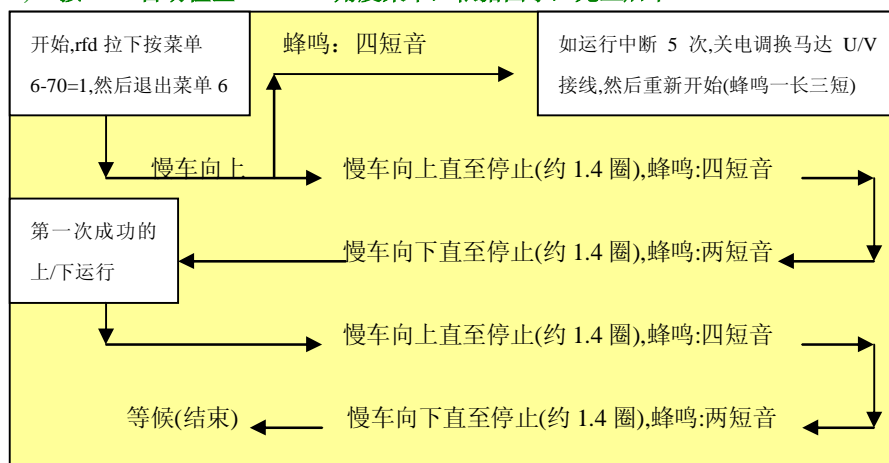 开始,rfd 拉下按菜单
6-70=1,然后退出菜单 6
蜂鸣：四短音
如运行中断 5 次,关电调换马达 U/V
接线,然后重新开始(蜂鸣一长三短)
慢车向上
慢车向上直至停止(约 1.4 圈),蜂鸣:四短音
第一次成功的
上/下运行
慢车向下直至停止(约 1.4 圈),蜂鸣:两短音
慢车向上直至停止(约 1.4 圈),蜂鸣:四短音
等候(结束)
慢车向下直至停止(约 1.4 圈),蜂鸣:两短音